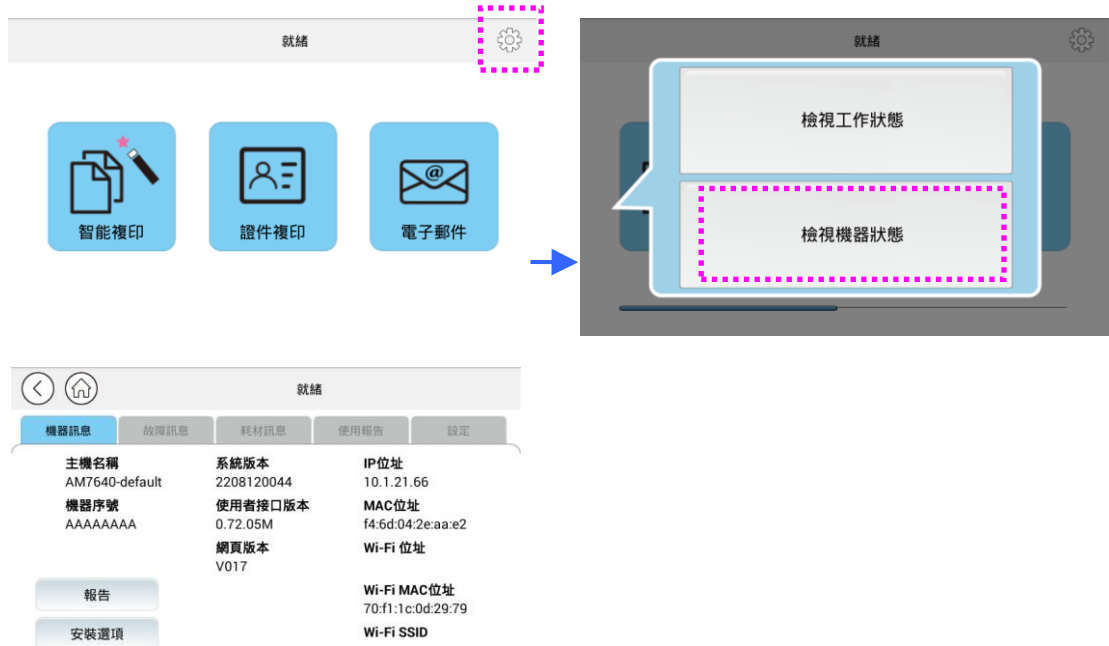 就緒
智能複印
證件複印
@
電子郵件
就緒
檢視工作狀態
檢視機器狀態
就緒
機器訊息 故障訊息 耗材訊息 使用報告 設定
主機名稱 系統版本 IP位址
AM7640-default 2208120044 10.1.21.66
機器序號 使用者接口版本 MAC位址
AAAAAAAA 0.72.05M f4:6d:04:2e:aa:e2
網頁版本 Wi-Fi 位址
V017
報告 Wi-Fi MAC位址
70:f1:1c:0d:29:79
安裝選項 Wi-Fi SSID